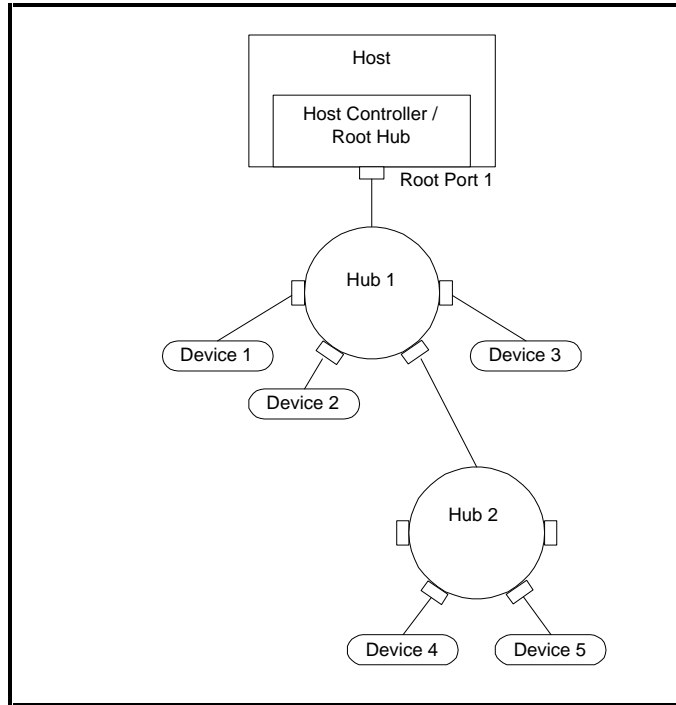 Host
Host Controller /
Root Hub
Root Port 1
Hub 1
Device 1
Device 3
Device 2
Hub 2
Device 4
Device 5